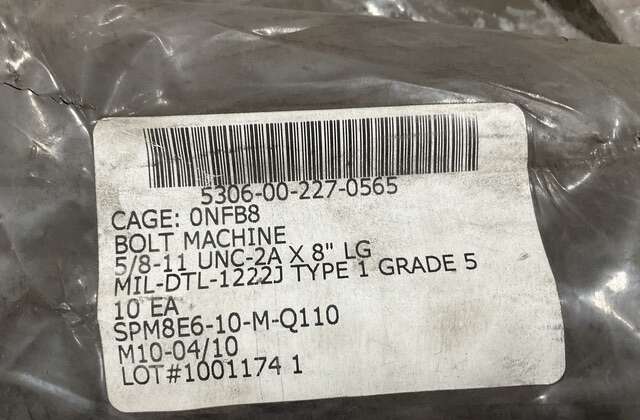 5306-00-227-0565
CAGE: 0NFB8
BOLT MACHINE
5/8-11 UNC-2A X 8" LG
MIL-DTL-1222J TYPE 1 GRADE 5
10 EA
SPM8E6-10-M-Q110
M10-04/10
LOT#1001174 1